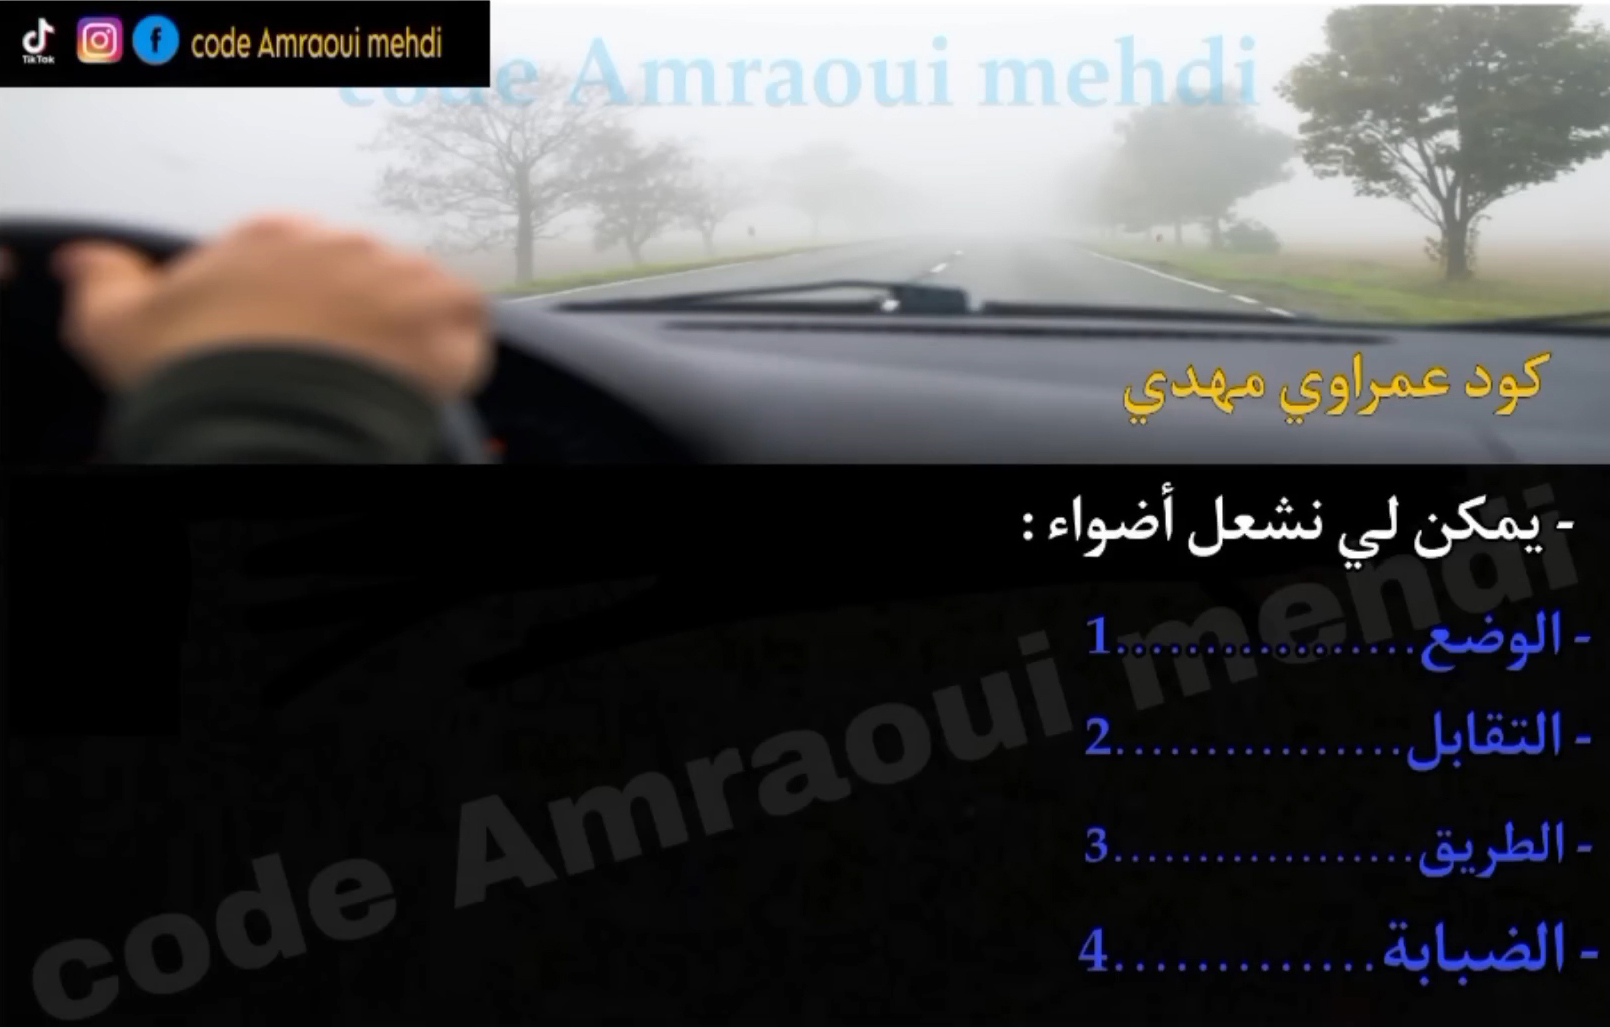 TikTok
code Amraoui mehdi
code Amraoui mehdi
كود عمراوي مهدي
- يمكن لي نشعل أضواء :
- الوضع................1
- التقابل................2
- الطريق.................3
- الضبابة.............4
code Amraoui mehdi